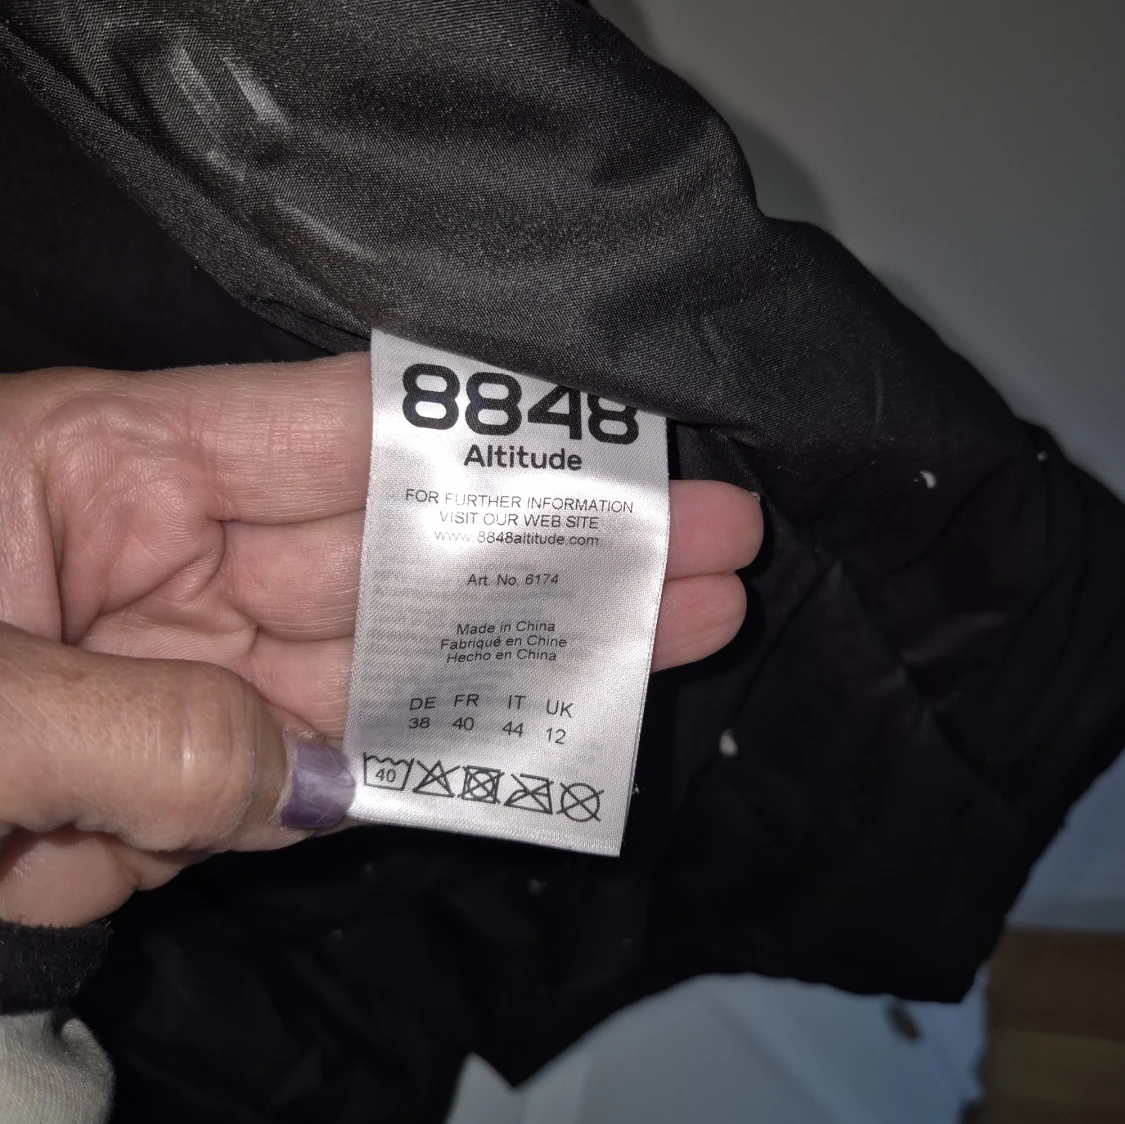 8848
Altitude
FOR FURTHER INFORMATION
VISIT OUR WEB SITE
www.8848altitude.com
Art. No. 6174
Made in China
Fabriqué en Chine
Hecho en China
DE FR IT UK
38 40 44 12
40